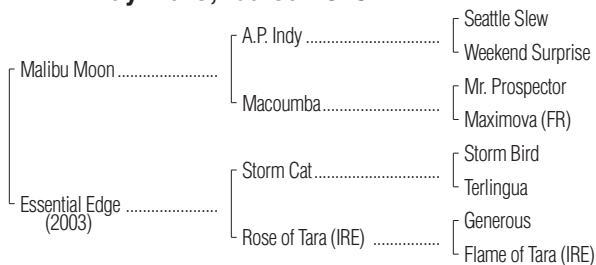 Seattle Slew
A.P. Indy ..............................
Weekend Surprise
Malibu Moon ......................
Mr. Prospector
Macoumba ............................
Maximova (FR)
Storm Bird
Storm Cat ..........................
Terlingua
Essential Edge ....................
(2003)
Generous
Rose of Tara (IRE) ..............
Flame of Tara (IRE)